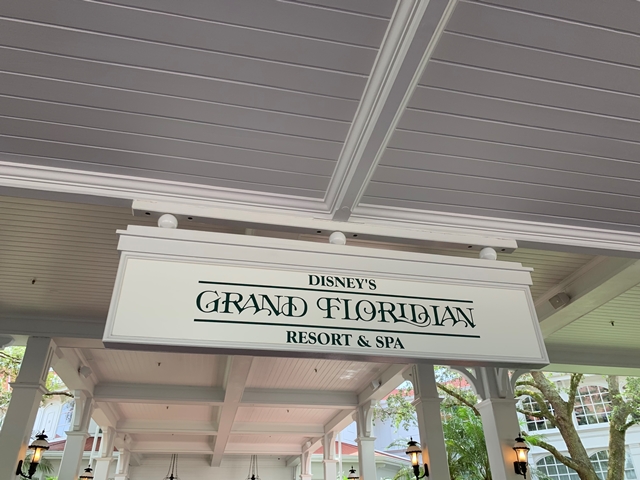 DISNEY'S
GRAND FLORIDIAN
RESORT & SPA